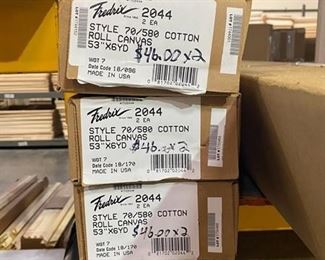 Fredrix 2044
2 EA
STYLE 70/580 COTTON
ROLL CANVAS
53"X6YD $46.00 x 2
WGT 7
Date Code 18/096
MADE IN USA
Fredrix 2044
2 EA
STYLE 70/580 COTTON
ROLL CANVAS
53"X6YD $46.00 x 2
WGT 7
Date Code 18/170
MADE IN USA
Fredrix 2044
2 EA
STYLE 70/580 COTTON
ROLL CANVAS
53"X6YD $46.00 x 2
WGT 7
Date Code 18/170
MADE IN USA